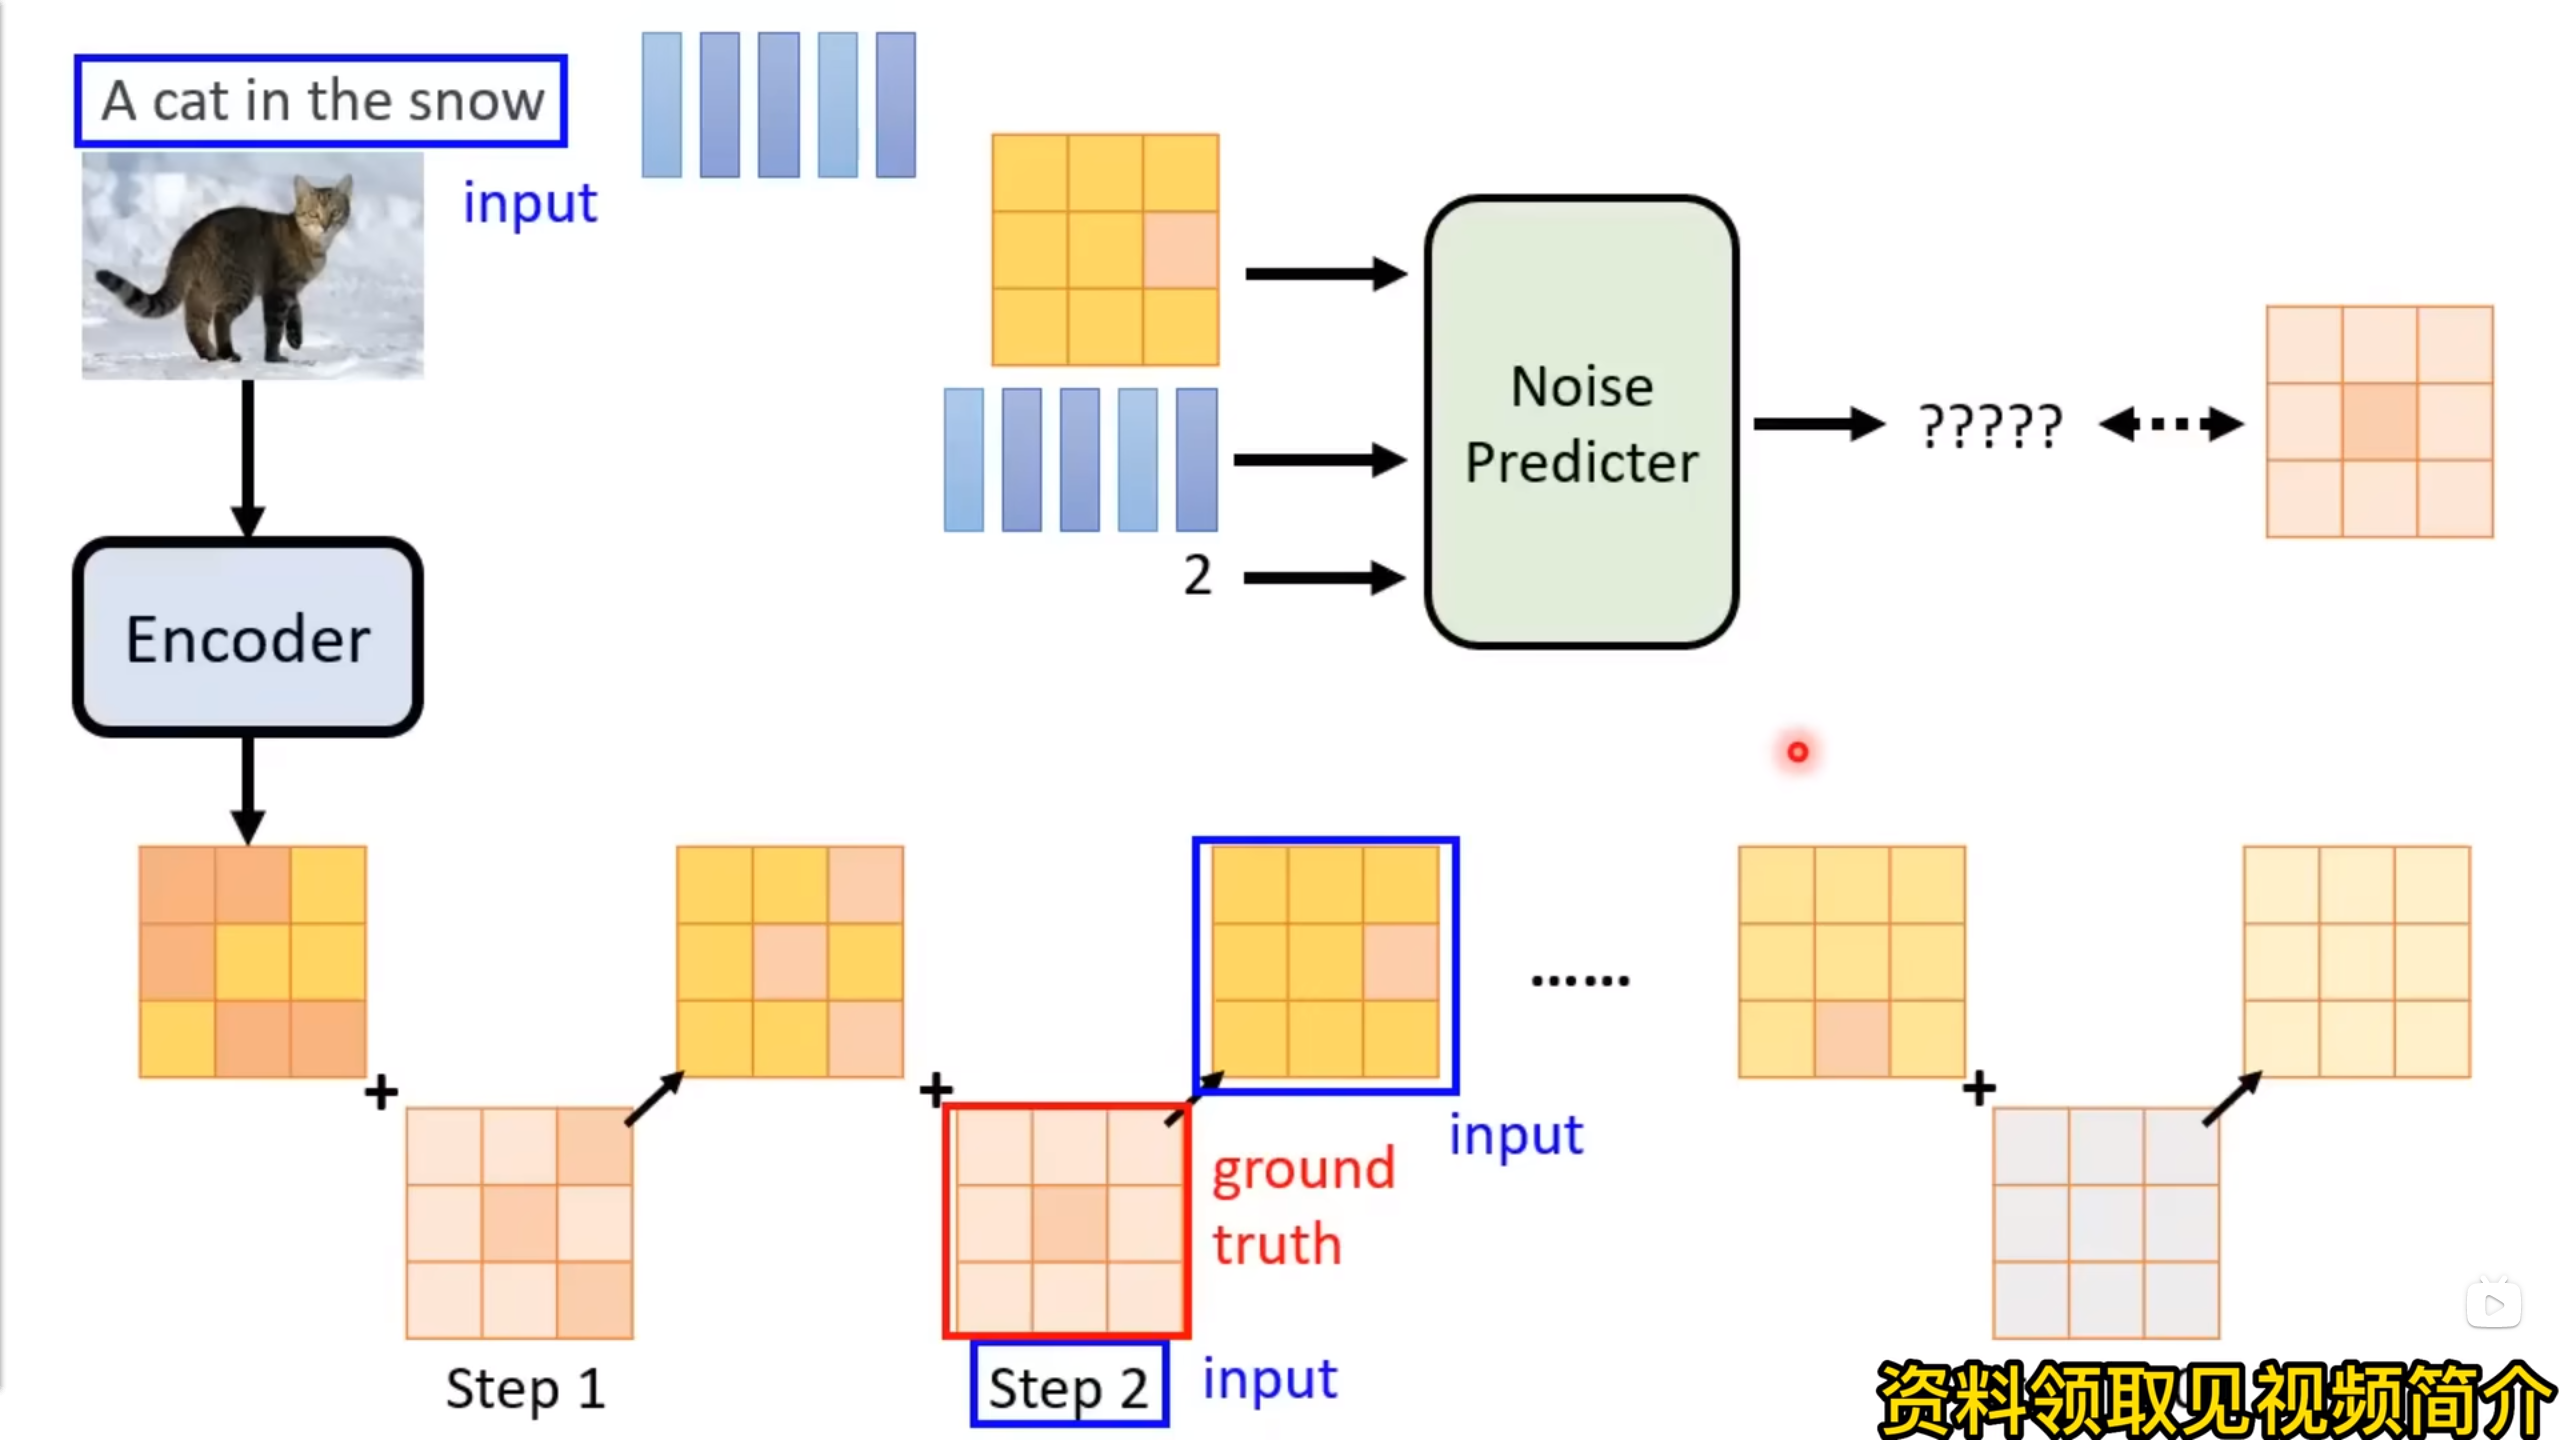 A cat in the snow
input
Noise
Predicter
?????
2
Encoder
+
+
......
+
input
ground
truth
Step 1
Step 2
input
资料领取见视频简介